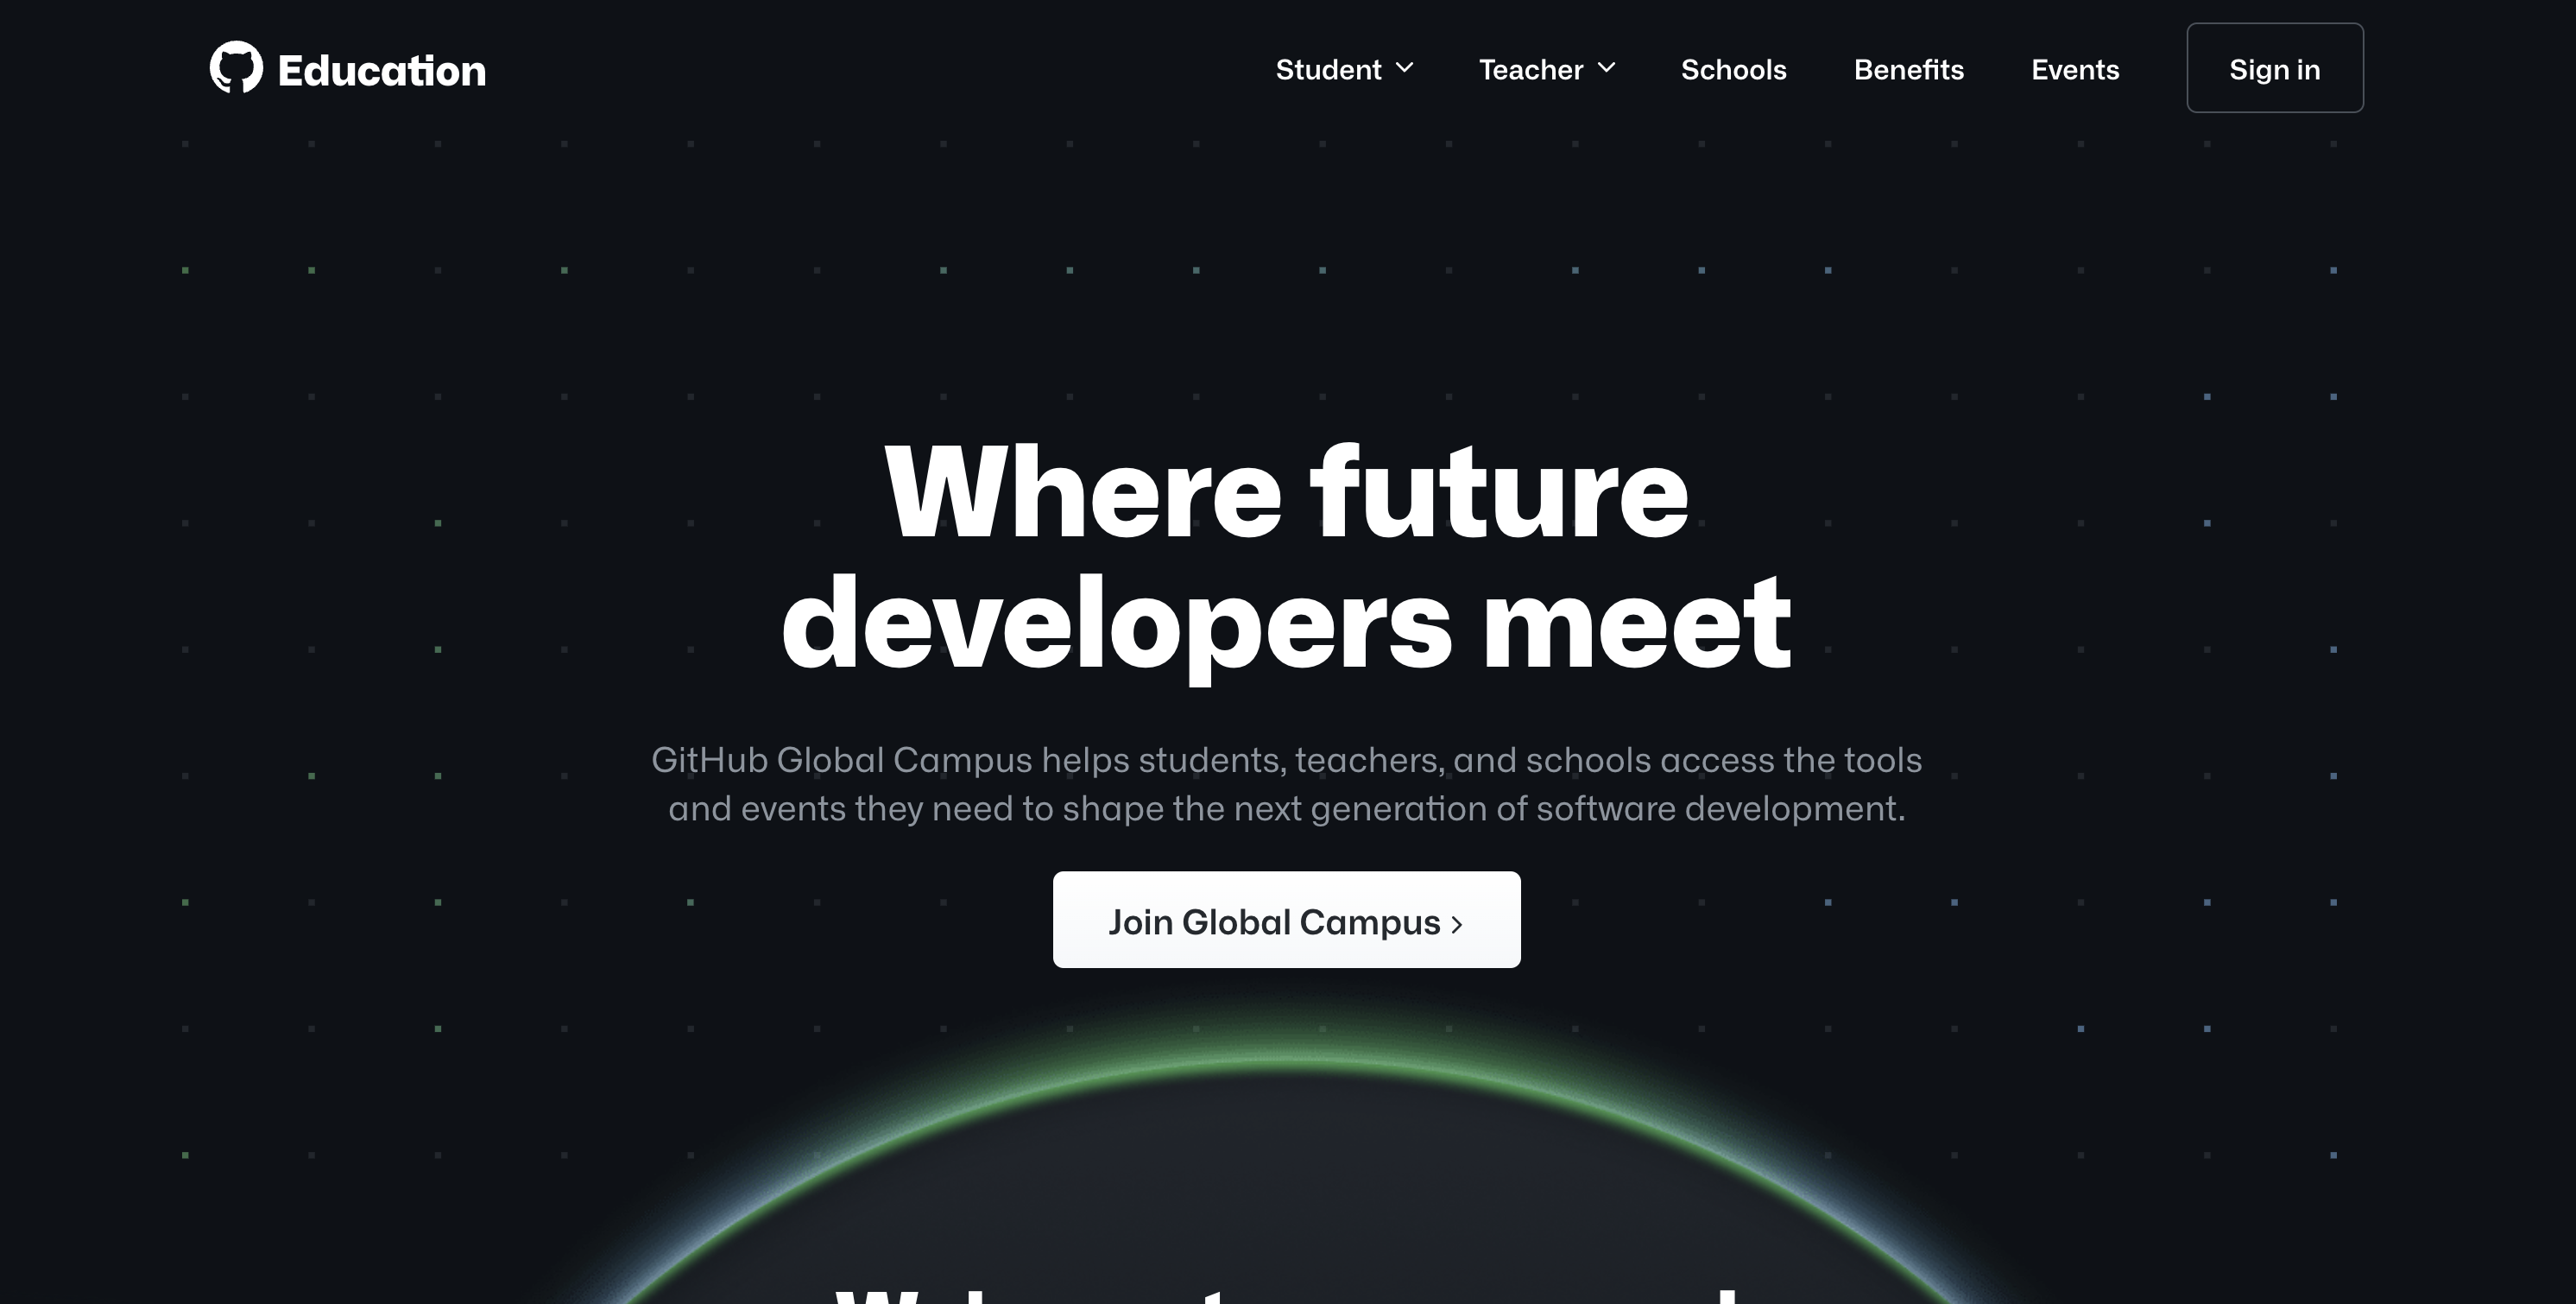 Education
Student
Teacher
Schools
Benefits
Events
Sign in
Where future
developers meet
GitHub Global Campus helps students, teachers, and schools access the tools
and events they need to shape the next generation of software development.
Join Global Campus